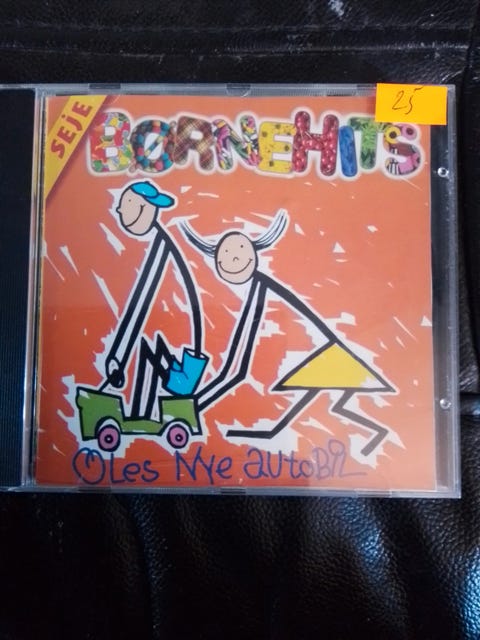 SEJE
BØRNEHITS
25
Oles Nye autoBIL